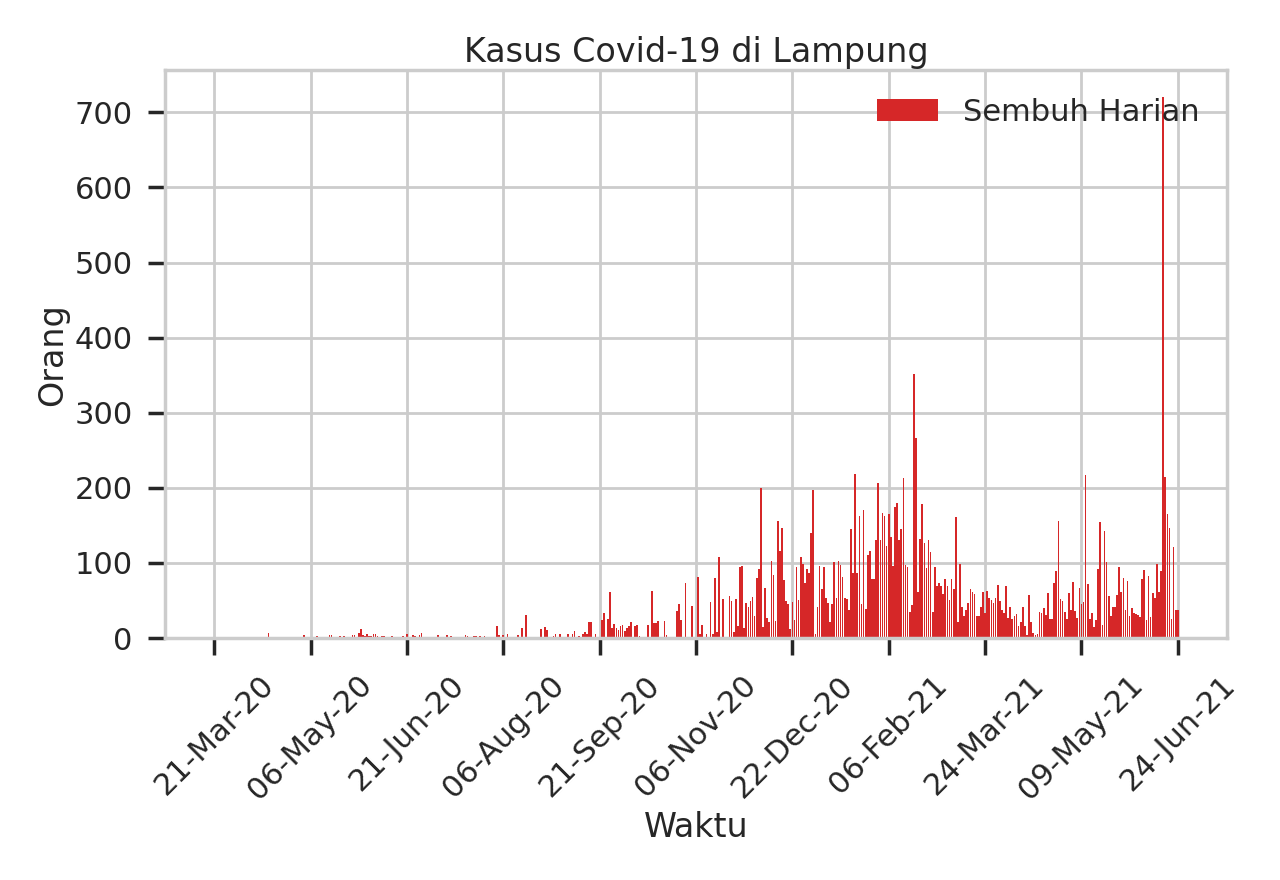 Kasus Covid-19 di Lampung
Sembuh Harian
700
600
500
400
300
200
100
0
Orang
21-Mar-20
06-May-20
21-Jun-20
06-Aug-20
21-Sep-20
06-Nov-20
22-Dec-20
06-Feb-21
24-Mar-21
09-May-21
24-Jun-21
Waktu